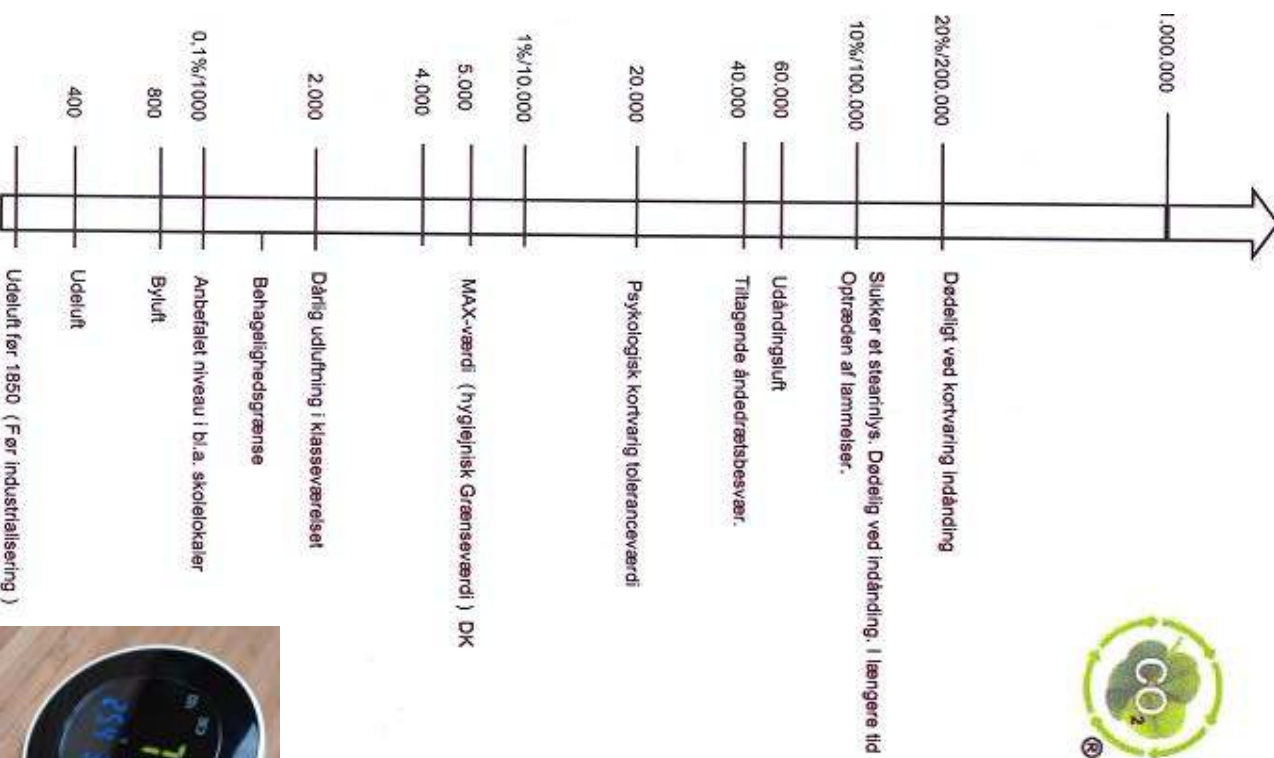 1.000.000
CO2
®
20%/200.000 Dødeligt ved kortvaring indånding
Slukker et stearinlys. Dødelig ved indånding. I længere tid
10%/100.000 Optræden af lammelser.
60.000 Udåndingsluft
40.000 Tiltagende åndedrætsbesvær.
20.000 Psykologisk kortvarig toleranceværdi
1%/10.000
5.000 MAX-værdi (hygiejnisk Grænseværdi) DK
4.000
2.000 Dårlig udluftning i klasseværelset
Behagelighedsgrænse
0,1%/1000 Anbefalet niveau i bl.a. skolelokaler
800 Byluft
400 Udeluft
Udeluft før 1850 (Før industrialisering)